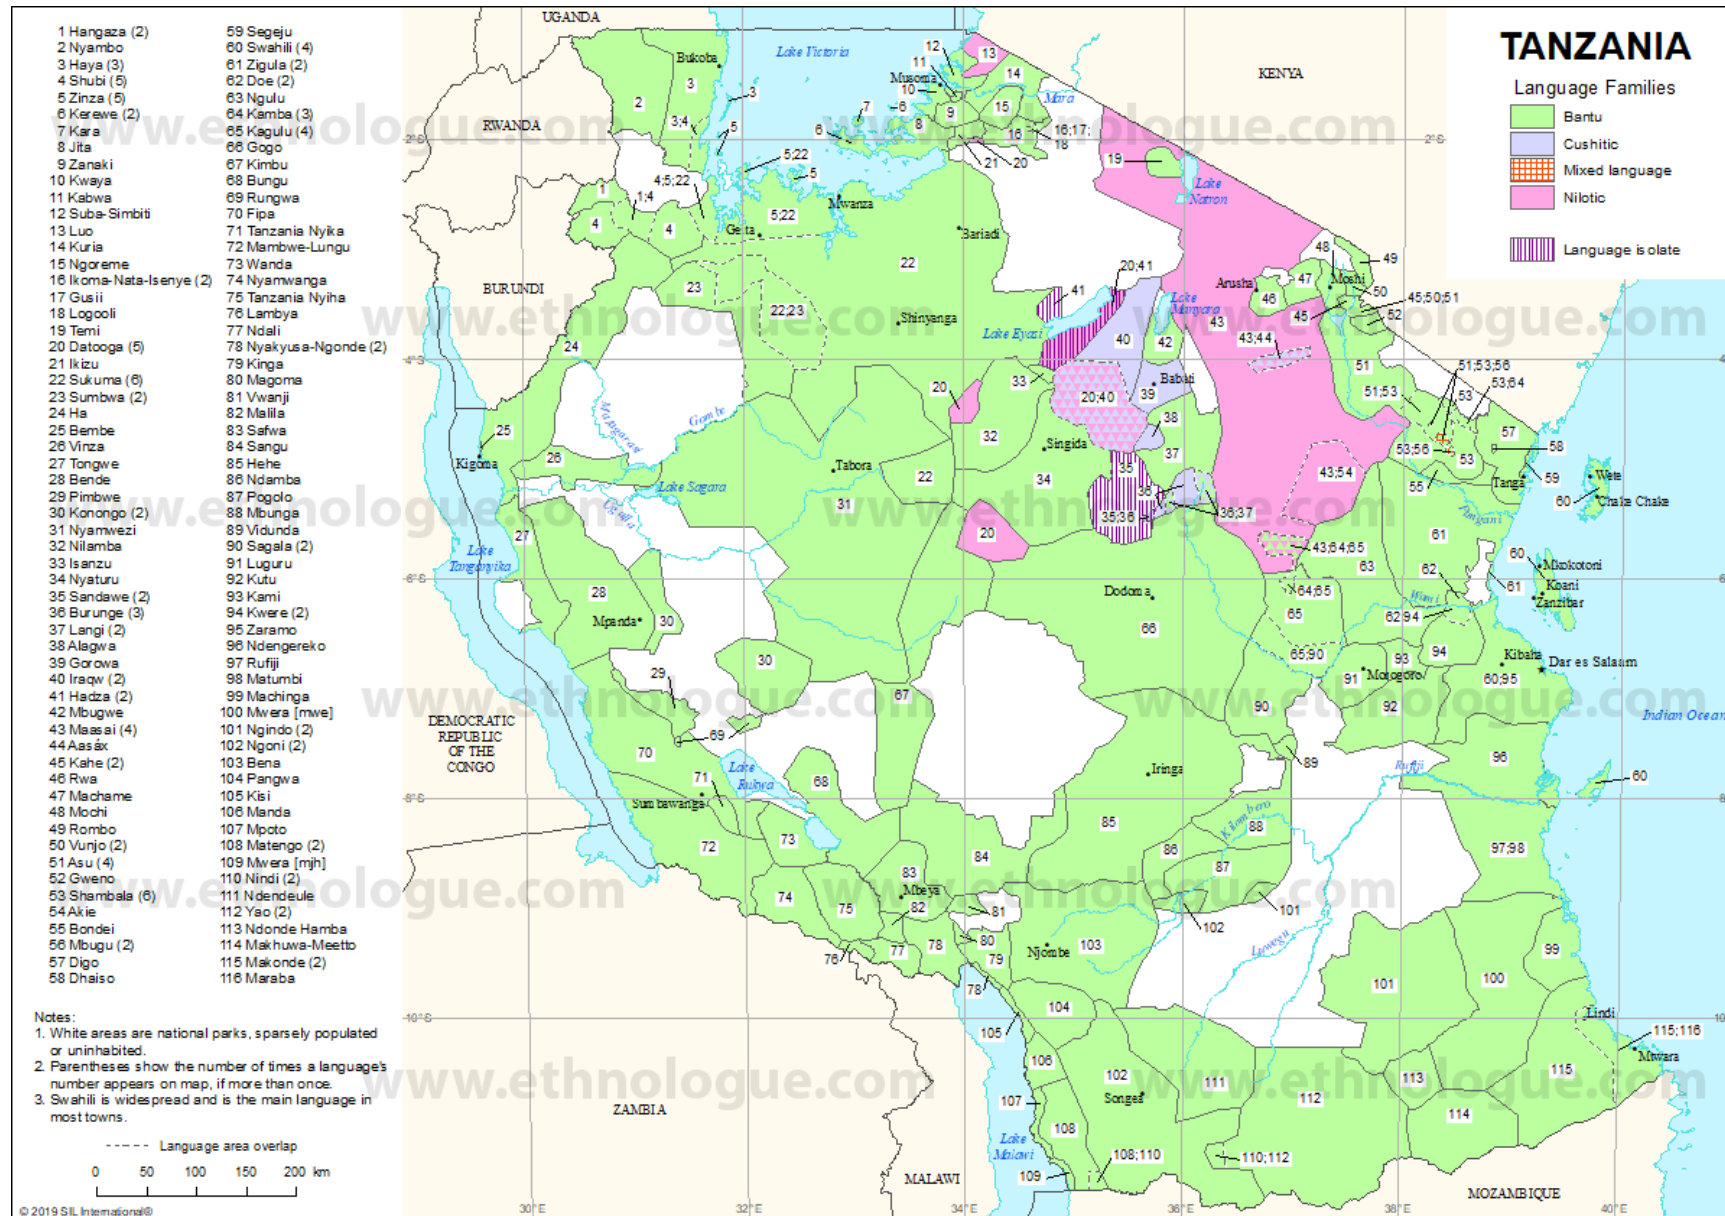 TANZANIA
Language Families
Bantu
Cushitic
Mixed language
Nilotic
Language isolate
1 Hangaza (2)
2 Nyambo
3 Haya (3)
4 Shubi (5)
5 Zinza (5)
6 Kerewe (2)
7 Kara
8 Jita
9 Zanaki
10 Kwaya
11 Kabwa
12 Suba-Simbiti
13 Luo
14 Kuria
15 Ngoreme
16 Ikoma-Nata-Isenye (2)
17 Gusii
18 Logooli
19 Temi
20 Datooga (5)
21 Ikizu
22 Sukuma (6)
23 Sumbwa (2)
24 Ha
25 Bembe
26 Vinza
27 Tongwe
28 Bende
29 Pimbwe
30 Konongo (2)
31 Nyamwezi
32 Nilamba
33 Isanzu
34 Nyaturu
35 Sandawe (2)
36 Burunge (3)
37 Langi (2)
38 Alagwa
39 Gorowa
40 Iraqw (2)
41 Hadza (2)
42 Mbugwe
43 Maasai (4)
44 Aasáx
45 Kahe (2)
46 Rwa
47 Machame
48 Mochi
49 Rombo
50 Vunjo (2)
51 Asu (4)
52 Gweno
53 Shambala (6)
54 Akie
55 Bondei
56 Mbugu (2)
57 Digo
58 Dhaiso
59 Segeju
60 Swahili (4)
61 Zigula (2)
62 Doe (2)
63 Ngulu
64 Kamba (3)
65 Kagulu (4)
66 Gogo
67 Kimbu
68 Bungu
69 Rungwa
70 Fipa
71 Tanzania Nyika
72 Mambwe-Lungu
73 Wanda
74 Nyamwanga
75 Tanzania Nyiha
76 Lambya
77 Ndali
78 Nyakyusa-Ngonde (2)
79 Kinga
80 Magoma
81 Vwanji
82 Malila
83 Safwa
84 Sangu
85 Hehe
86 Ndamba
87 Pogolo
88 Mbunga
89 Vidunda
90 Sagala (2)
91 Luguru
92 Kutu
93 Kami
94 Kwere (2)
95 Zaramo
96 Ndengereko
97 Rufiji
98 Matumbi
99 Machinga
100 Mwera [mwe]
101 Ngindo (2)
102 Ngoni (2)
103 Bena
104 Pangwa
105 Kisi
106 Manda
107 Mpoto
108 Matengo (2)
109 Mwera [mjh]
110 Nindi (2)
111 Ndendeule
112 Yao (2)
113 Ndonde Hamba
114 Makhuwa-Meetto
115 Makonde (2)
116 Maraba
Notes:
1. White areas are national parks, sparsely populated
or uninhabited.
2. Parentheses show the number of times a language's
number appears on map, if more than once.
3. Swahili is widespread and is the main language in
most towns.
Language area overlap
0 50 100 150 200 km
© 2019 SIL International®
UGANDA
KENYA
RWANDA
BURUNDI
DEMOCRATIC
REPUBLIC
OF THE
CONGO
ZAMBIA
MALAWI
MOZAMBIQUE
Lake Victoria
Bukoba
Musoma
Mara
Mwanza
Geita
Bariadi
Lake
Natron
Shinyanga
Lake Eyasi
Lake
Manyara
Arusha
Moshi
Babati
Singida
Gombe
Kigoma
Tabora
Lake Sagara
Ugalla
Lake
Tanganyika
Mpanda
Dodoma
Tanga
Wete
Chake Chake
Pangani
Mkokotoni
Koani
Zanzibar
Wami
Kibaha
Dar es Salaam
Morogoro
Indian Ocean
Iringa
Rufiji
Kilombero
Lake
Rukwa
Sumbawanga
Mbeya
Njombe
Luwegu
Lindi
Mtwara
Songea
Lake
Malawi
2°S
2°S
4°S
6°S
8°S
10°S
30°E
32°E
34°E
36°E
38°E
40°E
www.ethnologue.com